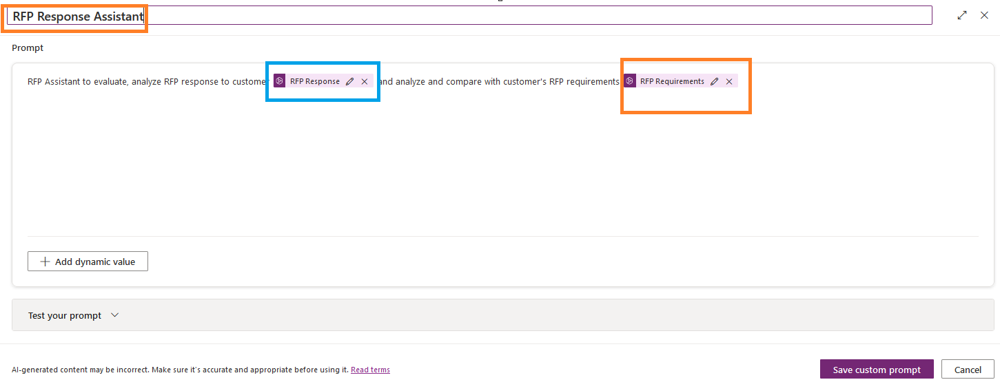 RFP Response Assistant
Prompt
RFP Assistant to evaluate, analyze RFP response to customer RFP Response and analyze and compare with customer's RFP requirements RFP Requirements
Add dynamic value
Test your prompt
AI-generated content may be incorrect. Make sure it's accurate and appropriate before using it. Read terms
Save custom prompt
Cancel